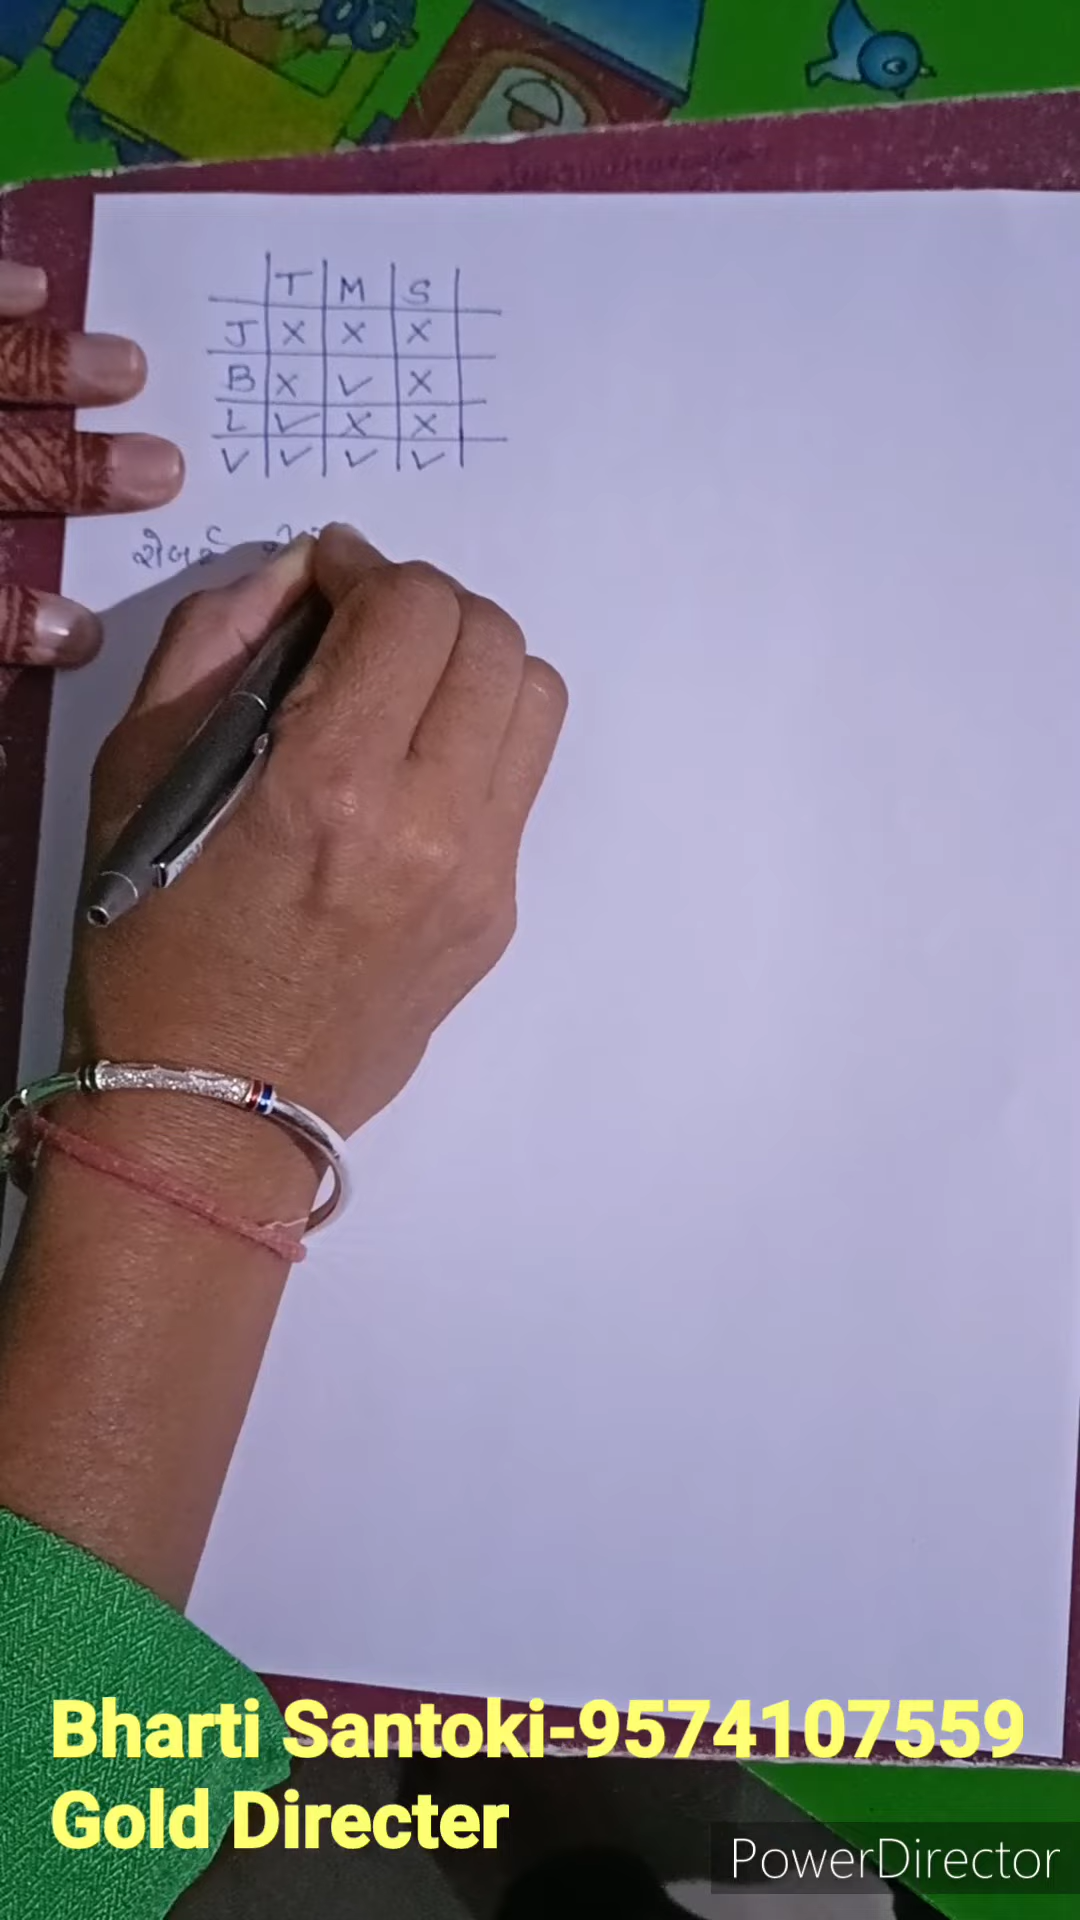 T M S
J X X X
B X ✓ X
L ✓ X X
V ✓ ✓ ✓
Bharti Santoki-9574107559
Gold Directer
PowerDirector